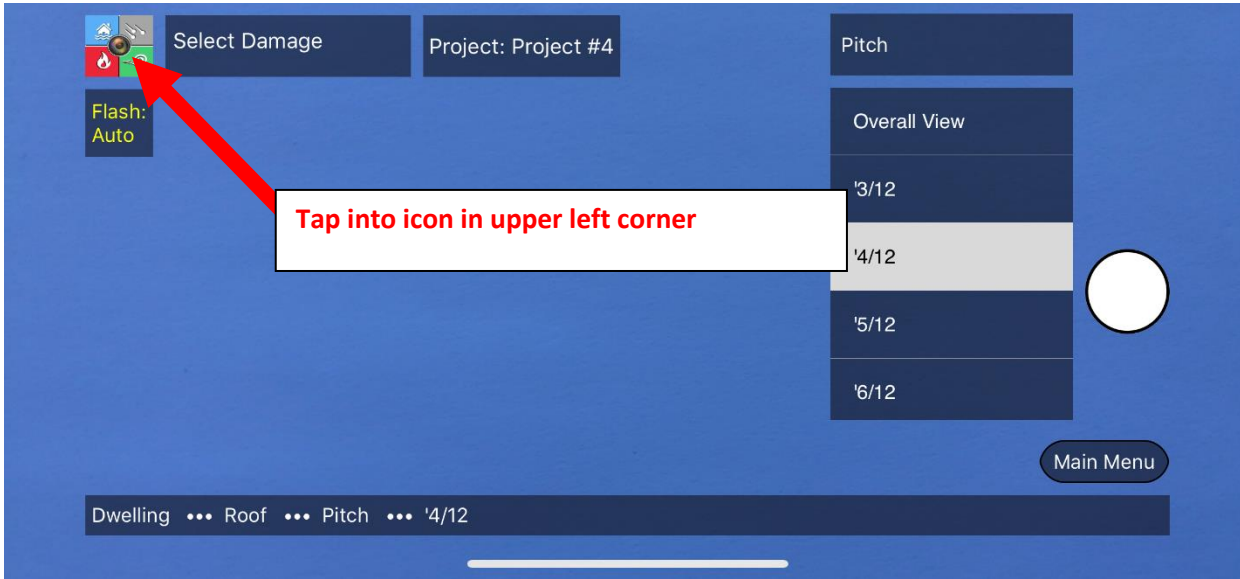 Select Damage
Project: Project #4
Pitch
Flash:
Auto
Overall View
'3/12
Tap into icon in upper left corner
'4/12
'5/12
'6/12
Main Menu
Dwelling ••• Roof ••• Pitch ••• '4/12